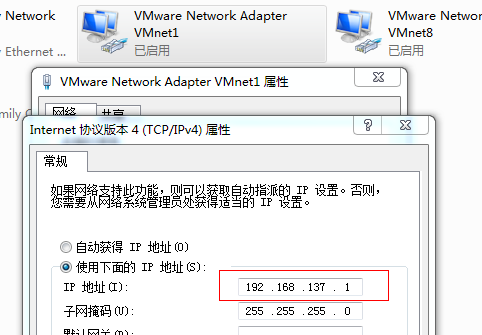 Network
VMware Network Adapter
VMnet1
已启用
VMware Network Adapter
VMnet8
已启用
y Ethernet ...
VMware Network Adapter VMnet1 属性
网络
共享
amily C
Internet 协议版本 4 (TCP/IPv4) 属性
常规
如果网络支持此功能，则可以获取自动指派的 IP 设置。否则，
您需要从网络系统管理员处获得适当的 IP 设置。
自动获得 IP 地址(O)
使用下面的 IP 地址(S):
IP 地址(I):
192 .168 .137 . 1
子网掩码(U):
255 .255 .255 . 0
默认网关(D):